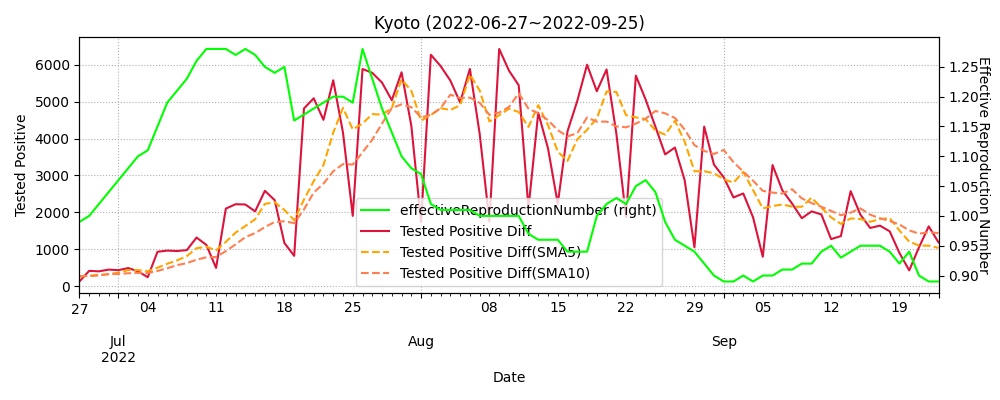 Kyoto (2022-06-27~2022-09-25)
Tested Positive
6000
5000
4000
3000
2000
1000
0
1.25
1.20
1.15
1.10
1.05
1.00
0.95
0.90
Effective Reproduction Number
effectiveReproductionNumber (right)
Tested Positive Diff
Tested Positive Diff(SMA5)
Tested Positive Diff(SMA10)
27 04 11 18 25 08 15 22 29 05 12 19
Jul Aug Sep
2022
Date